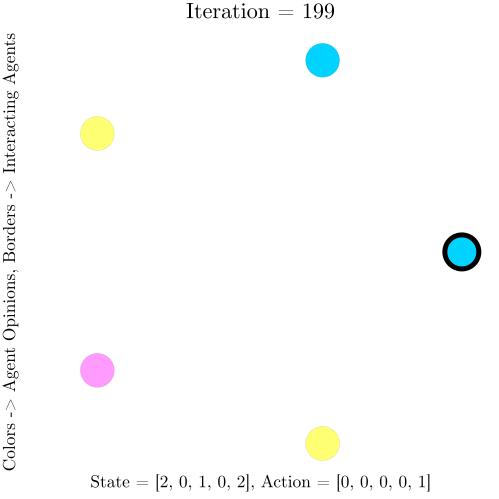 Iteration = 199
Colors -> Agent Opinions, Borders -> Interacting Agents
State = [2, 0, 1, 0, 2], Action = [0, 0, 0, 0, 1]